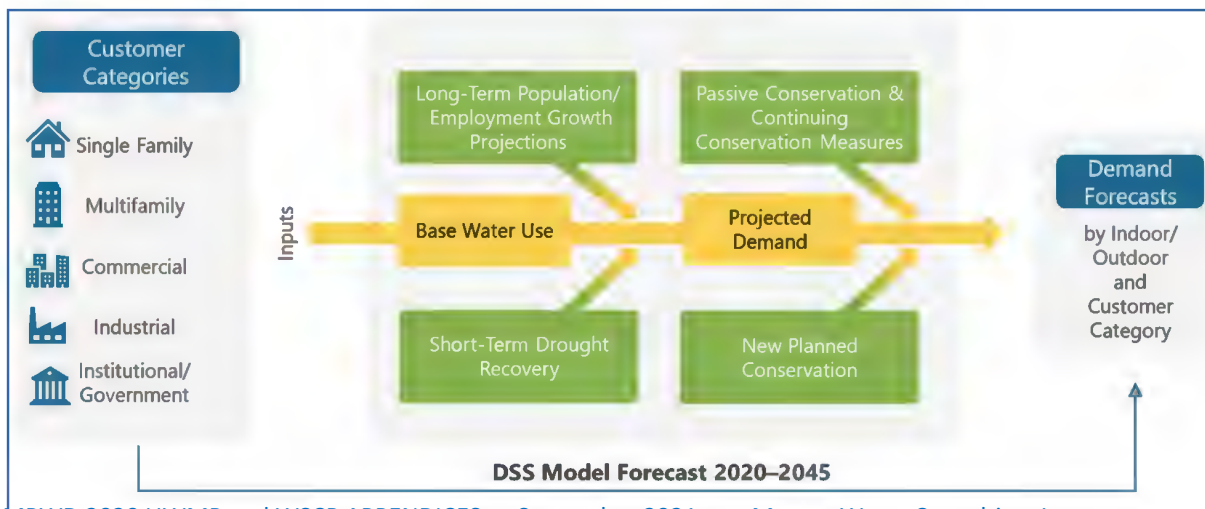 Customer
Categories
Single Family
Multifamily
Commercial
Industrial
Institutional/
Government
Inputs
Long-Term Population/
Employment Growth
Projections
Passive Conservation &
Continuing
Conservation Measures
Base Water Use
Projected
Demand
Short-Term Drought
Recovery
New Planned
Conservation
Demand
Forecasts
by Indoor/
Outdoor
and
Customer
Category
DSS Model Forecast 2020–2045